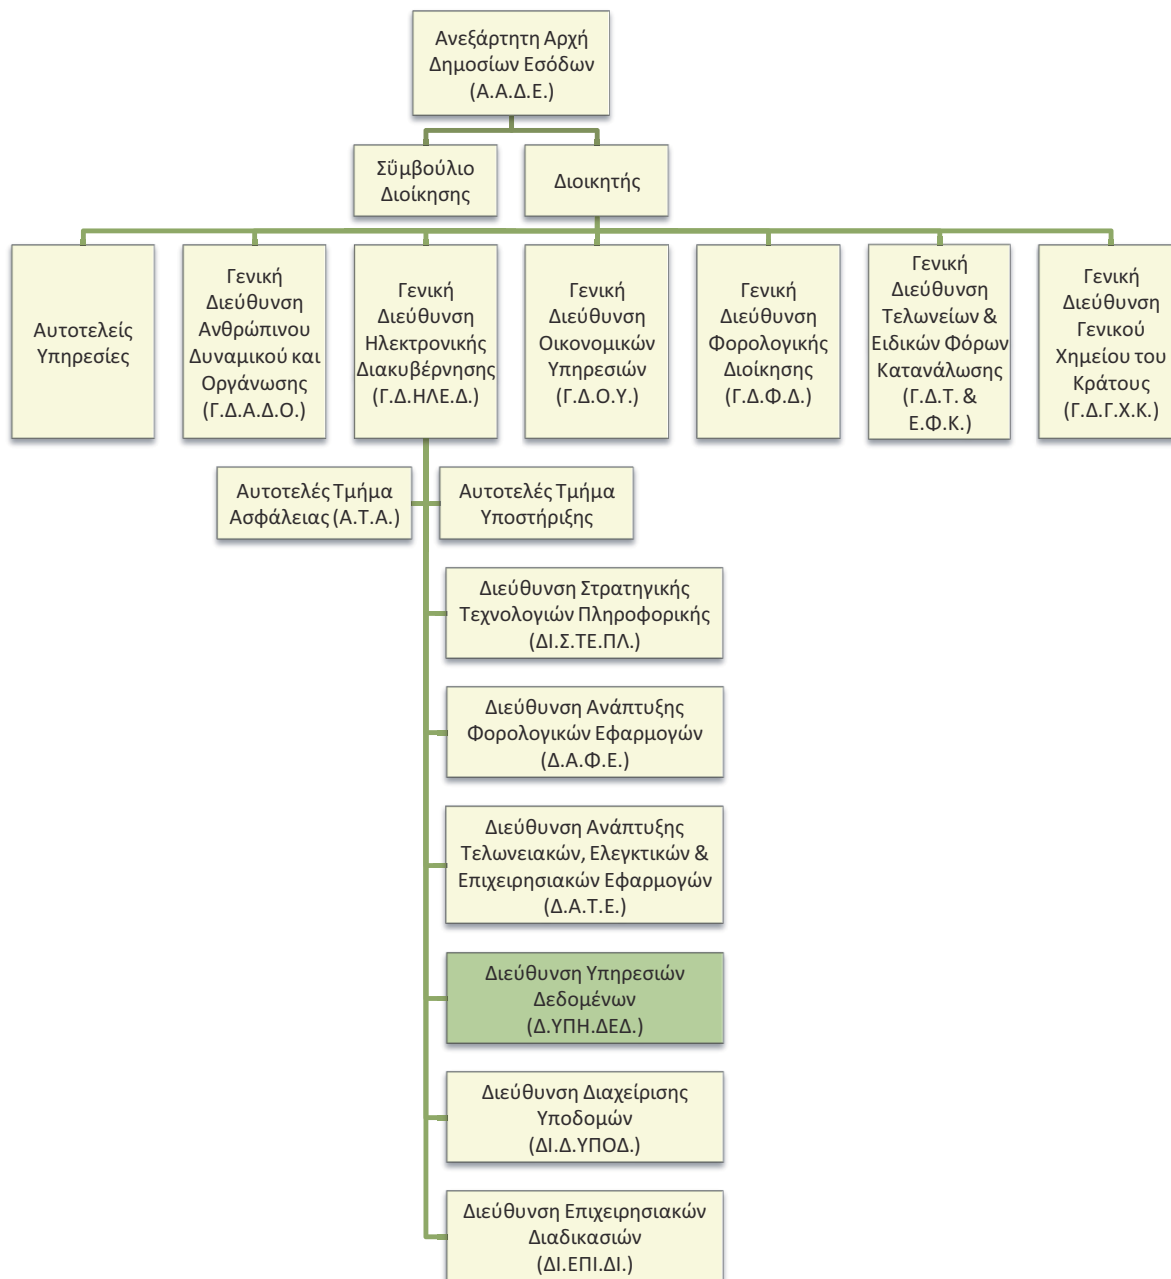 Ανεξάρτητη Αρχή
Δημοσίων Εσόδων
(Α.Α.Δ.Ε.)
Σΰμβούλιο
Διοίκησης
Διοικητής
Αυτοτελείς
Υπηρεσίες
Γενική
Διεύθυνση
Ανθρώπινου
Δυναμικού και
Οργάνωσης
(Γ.Δ.Α.Δ.Ο.)
Γενική
Διεύθυνση
Ηλεκτρονικής
Διακυβέρνησης
(Γ.Δ.ΗΛΕ.Δ.)
Γενική
Διεύθυνση
Οικονομικών
Υπηρεσιών
(Γ.Δ.Ο.Υ.)
Γενική
Διεύθυνση
Φορολογικής
Διοίκησης
(Γ.Δ.Φ.Δ.)
Γενική
Διεύθυνση
Τελωνείων &
Ειδικών Φόρων
Κατανάλωσης
(Γ.Δ.Τ. &
Ε.Φ.Κ.)
Γενική
Διεύθυνση
Γενικού
Χημείου του
Κράτους
(Γ.Δ.Γ.Χ.Κ.)
Αυτοτελές Τμήμα
Ασφάλειας (Α.Τ.Α.)
Αυτοτελές Τμήμα
Υποστήριξης
Διεύθυνση Στρατηγικής
Τεχνολογιών Πληροφορικής
(ΔΙ.Σ.ΤΕ.ΠΛ.)
Διεύθυνση Ανάπτυξης
Φορολογικών Εφαρμογών
(Δ.Α.Φ.Ε.)
Διεύθυνση Ανάπτυξης
Τελωνειακών, Ελεγκτικών &
Επιχειρησιακών Εφαρμογών
(Δ.Α.Τ.Ε.)
Διεύθυνση Υπηρεσιών
Δεδομένων
(Δ.ΥΠΗ.ΔΕΔ.)
Διεύθυνση Διαχείρισης
Υποδομών
(ΔΙ.Δ.ΥΠΟΔ.)
Διεύθυνση Επιχειρησιακών
Διαδικασιών
(ΔΙ.ΕΠΙ.ΔΙ.)